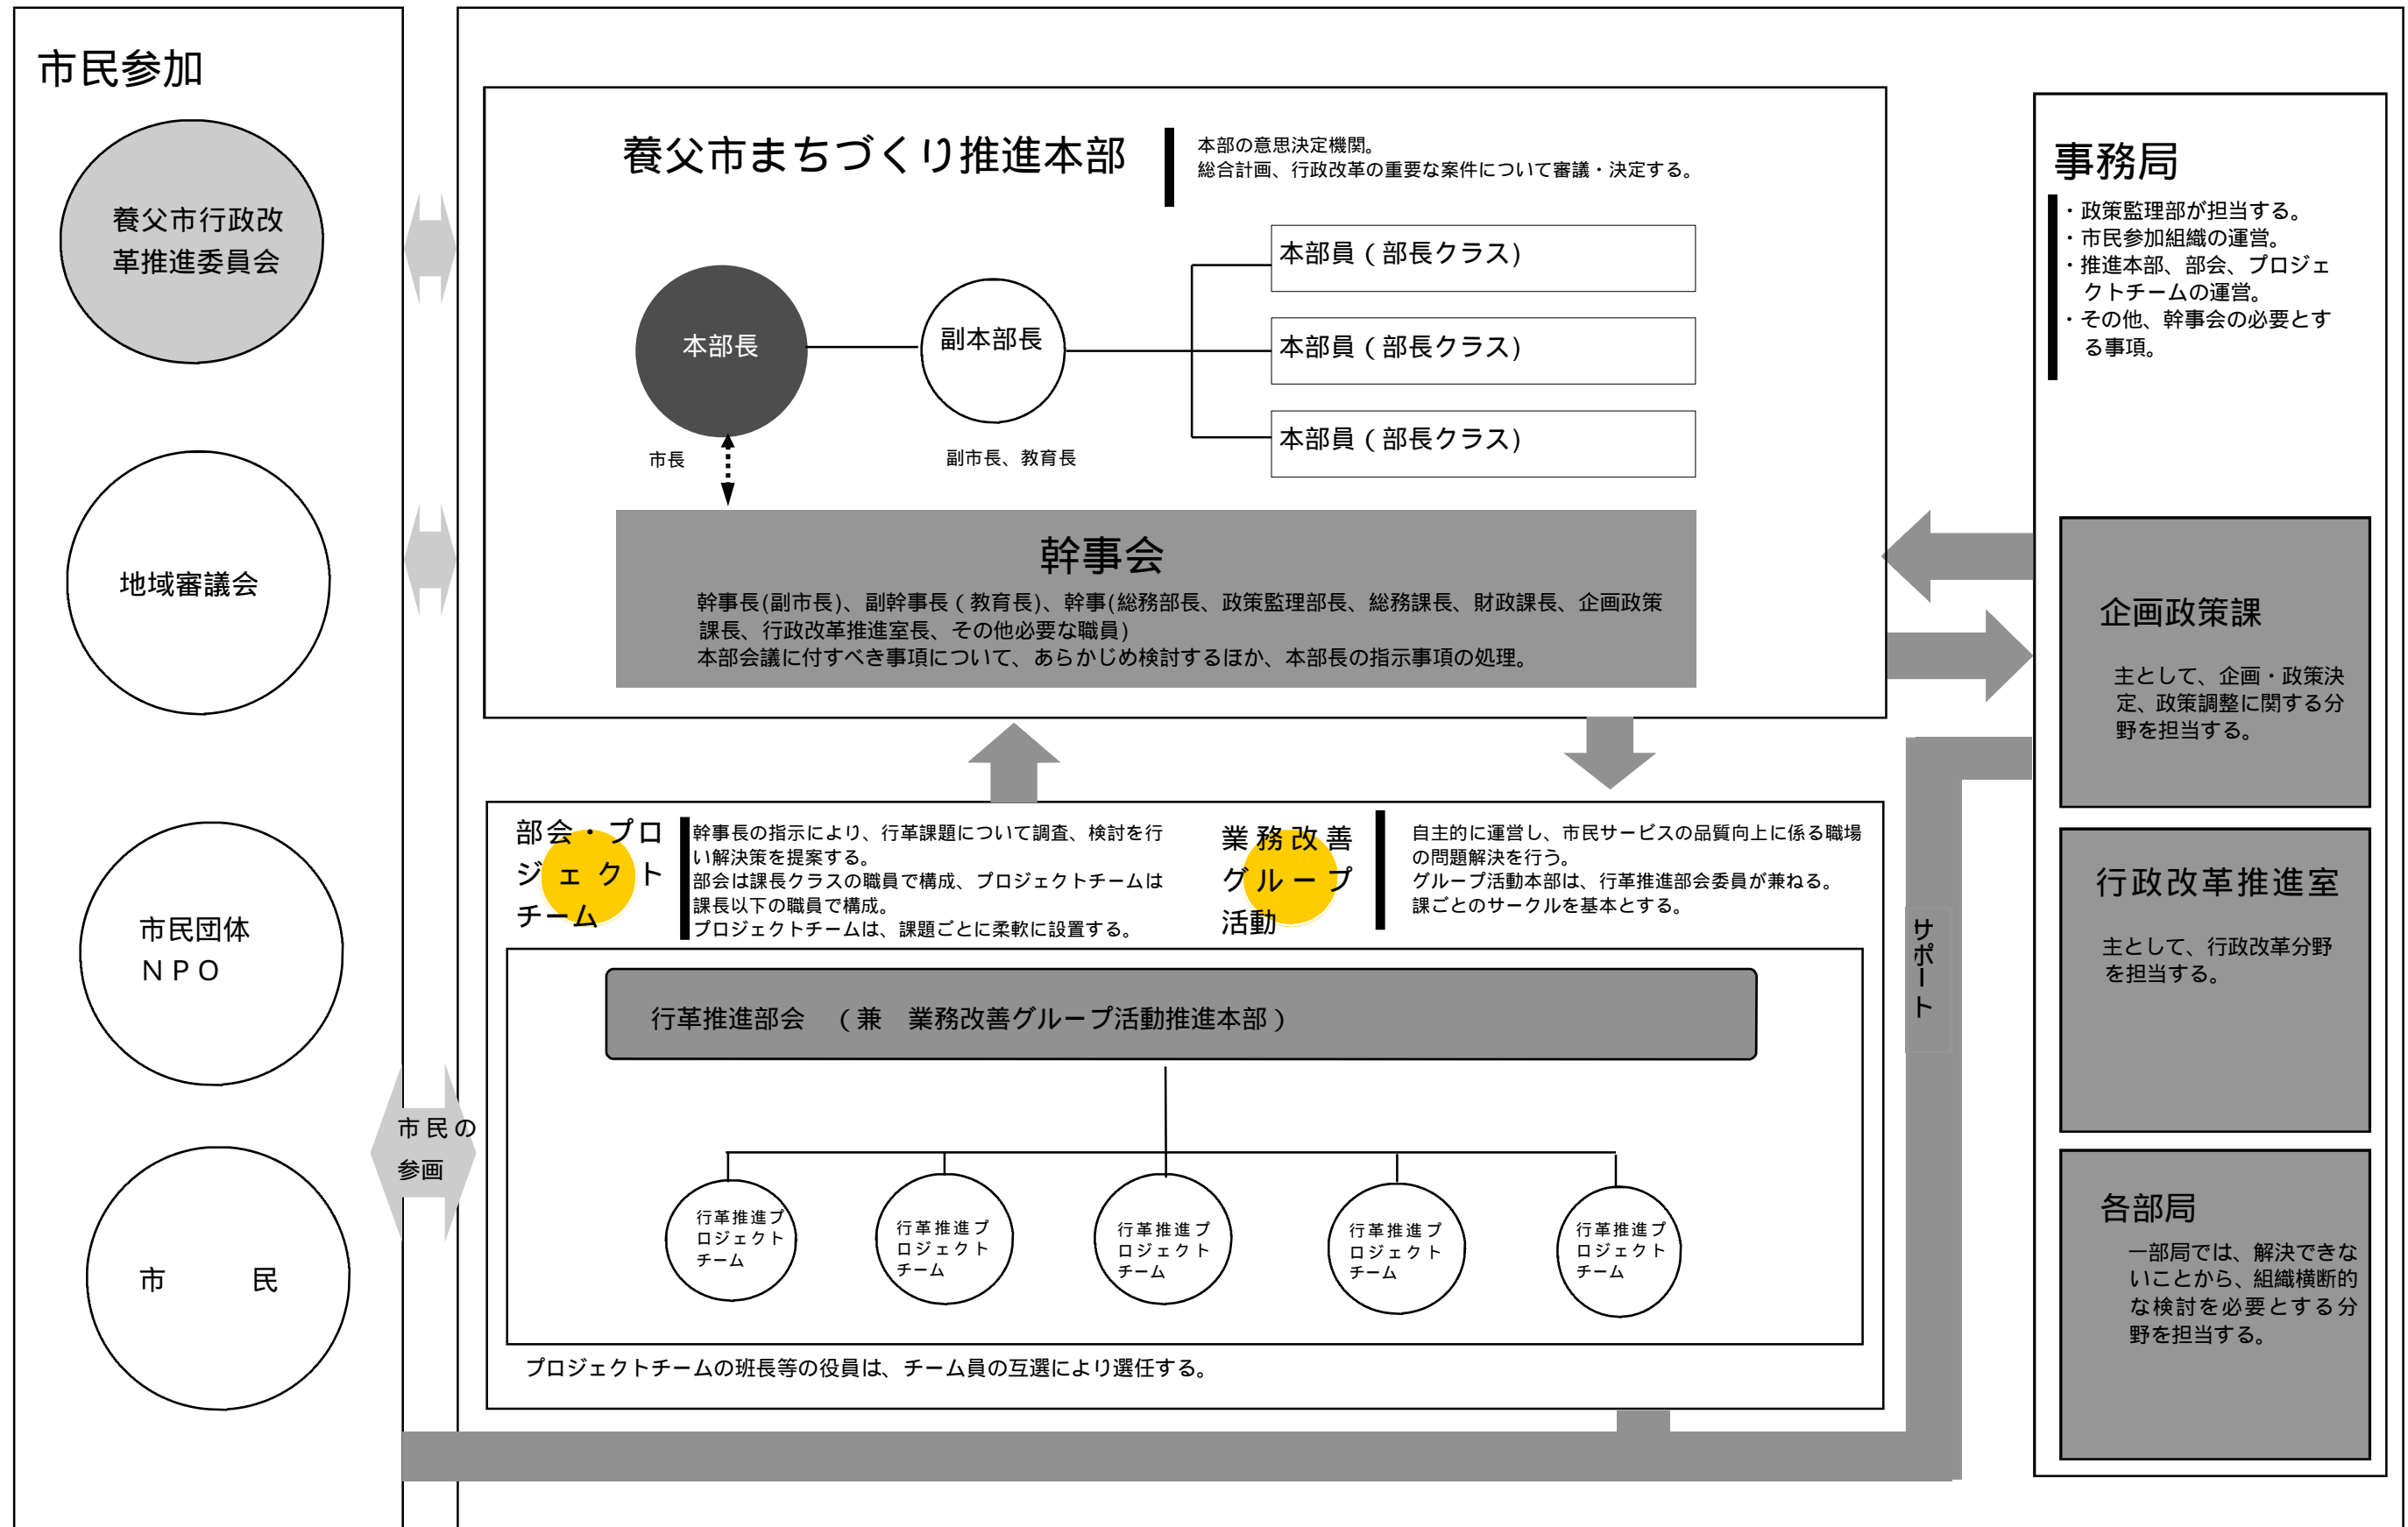 市民参加
養父市行政改
革推進委員会
地域審議会
市民団体
ＮＰＯ
市　　　民
市民の
参画
養父市まちづくり推進本部
本部の意思決定機関。
総合計画、行政改革の重要な案件について審議・決定する。
本部長
市長
副本部長
副市長、教育長
本部員（部長クラス)
本部員（部長クラス)
本部員（部長クラス)
幹事会
幹事長(副市長)、副幹事長（教育長)、幹事(総務部長、政策監理部長、総務課長、財政課長、企画政策
課長、行政改革推進室長、その他必要な職員)
本部会議に付すべき事項について、あらかじめ検討するほか、本部長の指示事項の処理。
部会・プロ
ジェクト
チーム
幹事長の指示により、行革課題について調査、検討を行
い解決策を提案する。
部会は課長クラスの職員で構成、プロジェクトチームは
課長以下の職員で構成。
プロジェクトチームは、課題ごとに柔軟に設置する。
業務改善
グループ
活動
自主的に運営し、市民サービスの品質向上に係る職場
の問題解決を行う。
グループ活動本部は、行革推進部会委員が兼ねる。
課ごとのサークルを基本とする。
行革推進部会　（兼　業務改善グループ活動推進本部）
行革推進プ
ロジェクト
チーム
行革推進プ
ロジェクト
チーム
行革推進プ
ロジェクト
チーム
行革推進プ
ロジェクト
チーム
行革推進プ
ロジェクト
チーム
プロジェクトチームの班長等の役員は、チーム員の互選により選任する。
サポート
事務局
・政策監理部が担当する。
・市民参加組織の運営。
・推進本部、部会、プロジェ
クトチームの運営。
・その他、幹事会の必要とす
る事項。
企画政策課
主として、企画・政策決
定、政策調整に関する分
野を担当する。
行政改革推進室
主として、行政改革分野
を担当する。
各部局
一部局では、解決できな
いことから、組織横断的
な検討を必要とする分
野を担当する。